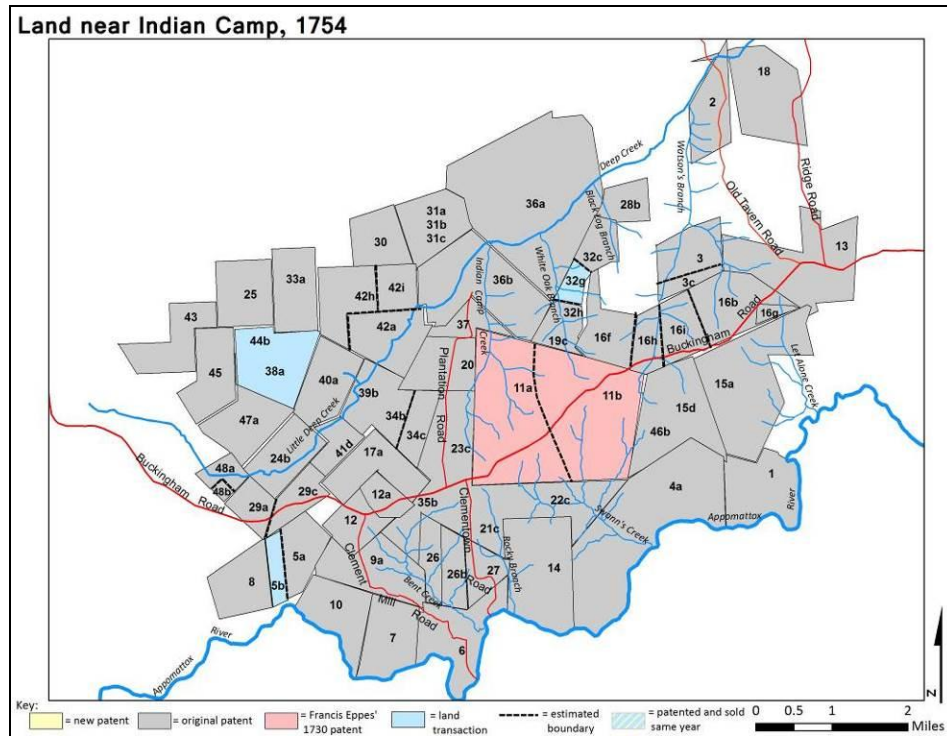 Land near Indian Camp, 1754
18
2
Deep Creek
Watson's Branch
Old Tavern Road
Ridge Road
36a
Black Log Branch
28b
31a
31b
31c
30
13
3
33a
25
32c
White Oak Branch
Indian Camp
Creek
36b
32g
3c
42h
42i
16b
43
32h
16g
37
42a
16i
19c
16f
16h
Buckingham Road
44b
38a
45
40a
20
Plantation Road
11a
11b
15a
Let Alone Creek
39b
47a
Little Deep Creek
34b
34c
15d
46b
24b
41d
17a
23c
48a
48b
Buckingham Road
29a
29c
12a
35b
22c
4a
1
12
Clementown Road
21c
Swann's Creek
Appomattox River
5a
9a
26
26b
27
Rocky Branch
14
8
5b
Bent Creek
Clement Mill Road
10
7
6
Appomattox River
N
Key:
= new patent
= original patent
= Francis Eppes' 1730 patent
= land transaction
= estimated boundary
= patented and sold same year
0 0.5 1 2
Miles